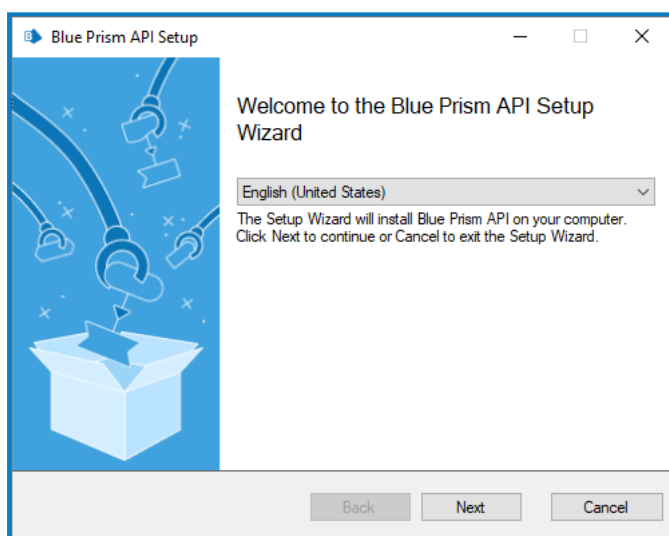 Blue Prism API Setup
Welcome to the Blue Prism API Setup
Wizard
English (United States)
The Setup Wizard will install Blue Prism API on your computer.
Click Next to continue or Cancel to exit the Setup Wizard.
Back Next Cancel